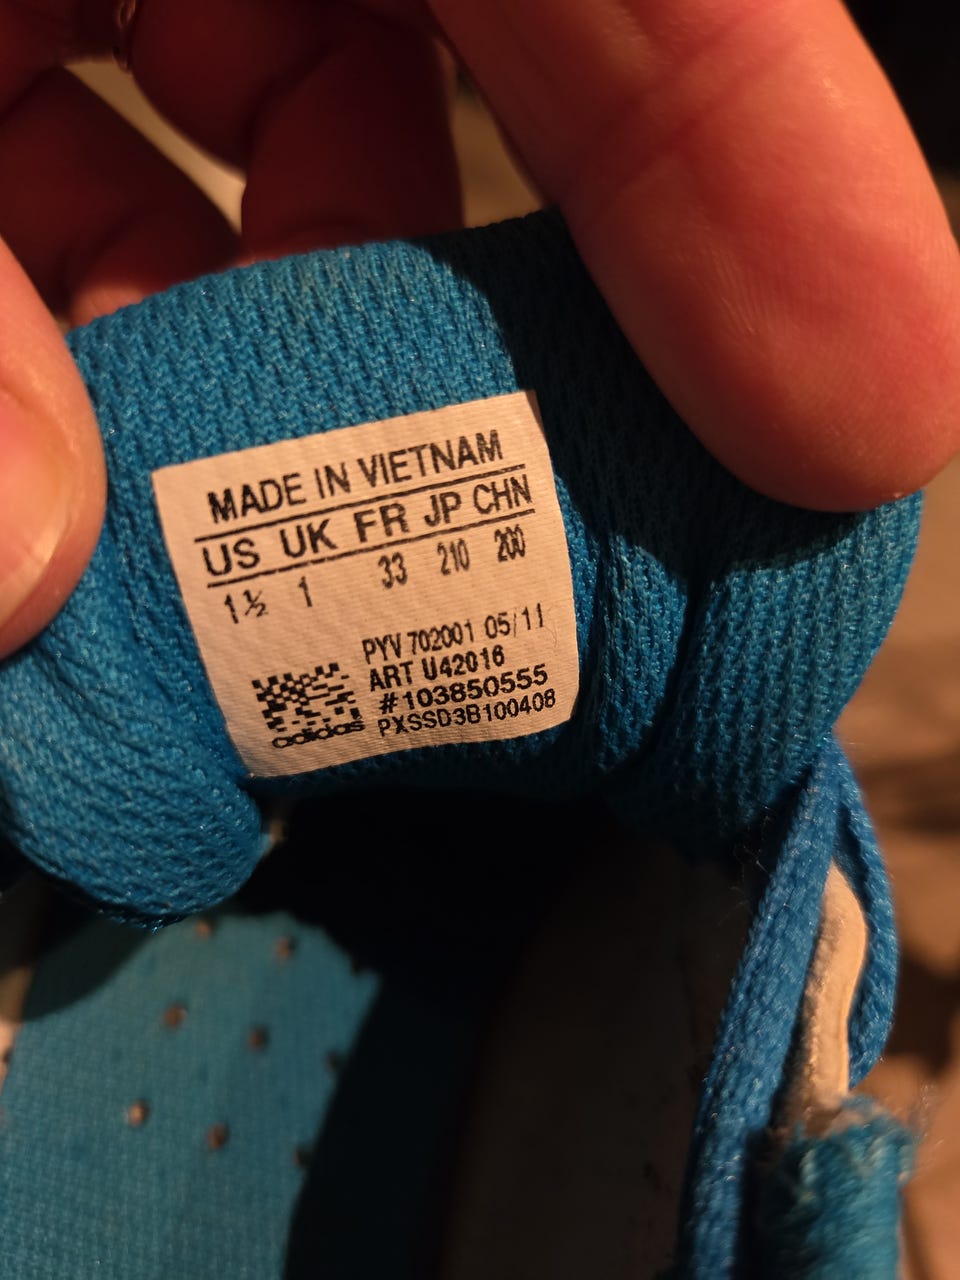 MADE IN VIETNAM
US UK FR JP CHN
1½ 1 33 210 200
PYV 702001 05/11
ART U42016
#103850555
PXSSD3B100408
adidas